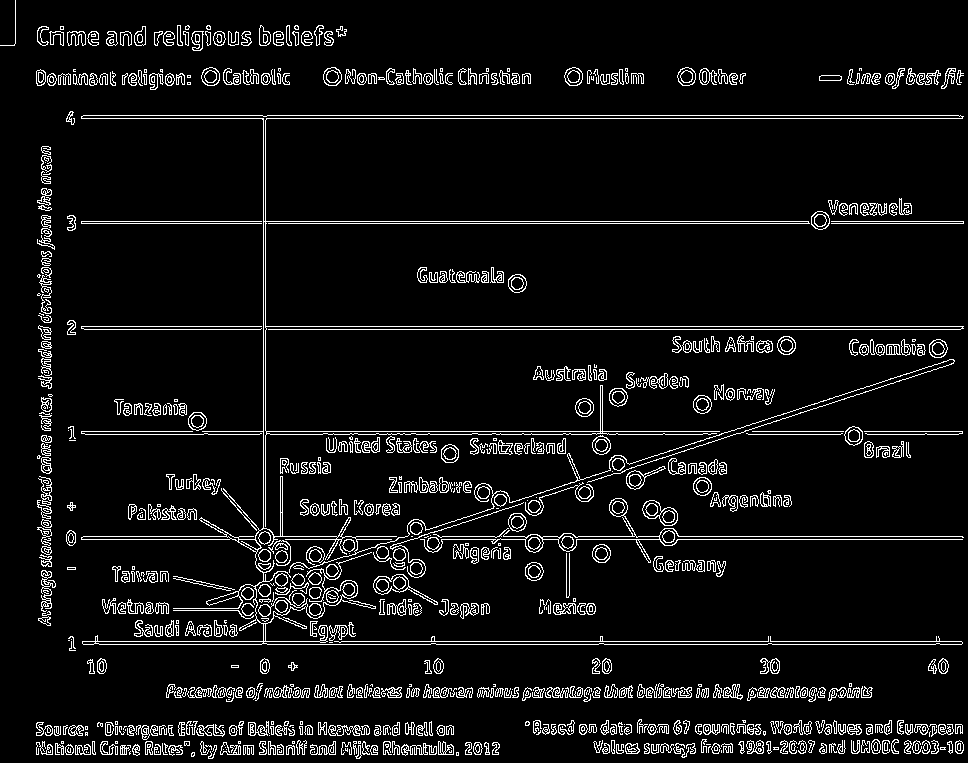 Crime and religious beliefs*
Dominant religion: Catholic Non-Catholic Christian Muslim Other Line of best fit
Average standardised crime rates, standard deviations from the mean
4
3
2
1
+
0
–
1
Venezuela
Guatemala
South Africa
Colombia
Australia
Sweden
Norway
Tanzania
United States
Switzerland
Brazil
Russia
Canada
Turkey
Zimbabwe
Argentina
Pakistan
South Korea
Nigeria
Germany
Taiwan
Vietnam
India
Japan
Mexico
Saudi Arabia
Egypt
10 – 0 + 10 20 30 40
Percentage of nation that believes in heaven minus percentage that believes in hell, percentage points
Source: "Divergent Effects of Beliefs in Heaven and Hell on
National Crime Rates", by Azim Shariff and Mijke Rhemtulla, 2012
*Based on data from 67 countries, World Values and European
Values surveys from 1981-2007 and UNODC 2003-10